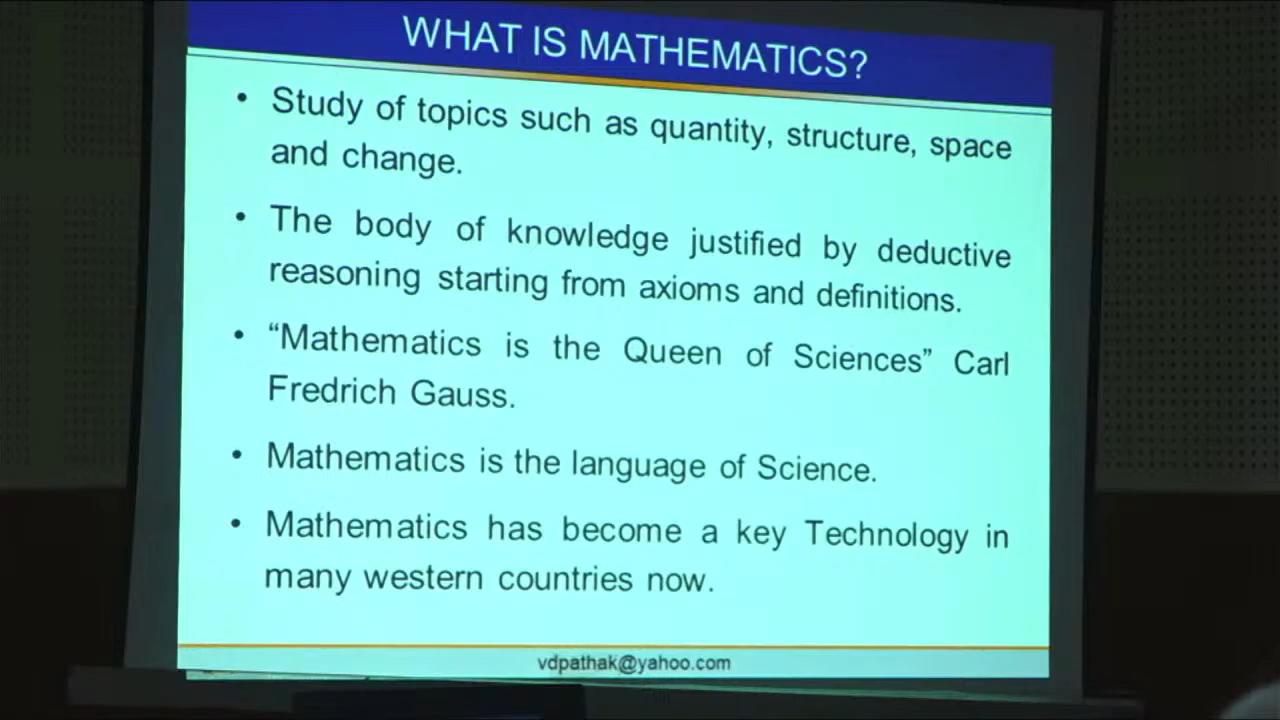 WHAT IS MATHEMATICS?
• Study of topics such as quantity, structure, space
and change.
• The body of knowledge justified by deductive
reasoning starting from axioms and definitions.
• “Mathematics is the Queen of Sciences” Carl
Fredrich Gauss.
• Mathematics is the language of Science.
• Mathematics has become a key Technology in
many western countries now.
vdpathak@yahoo.com